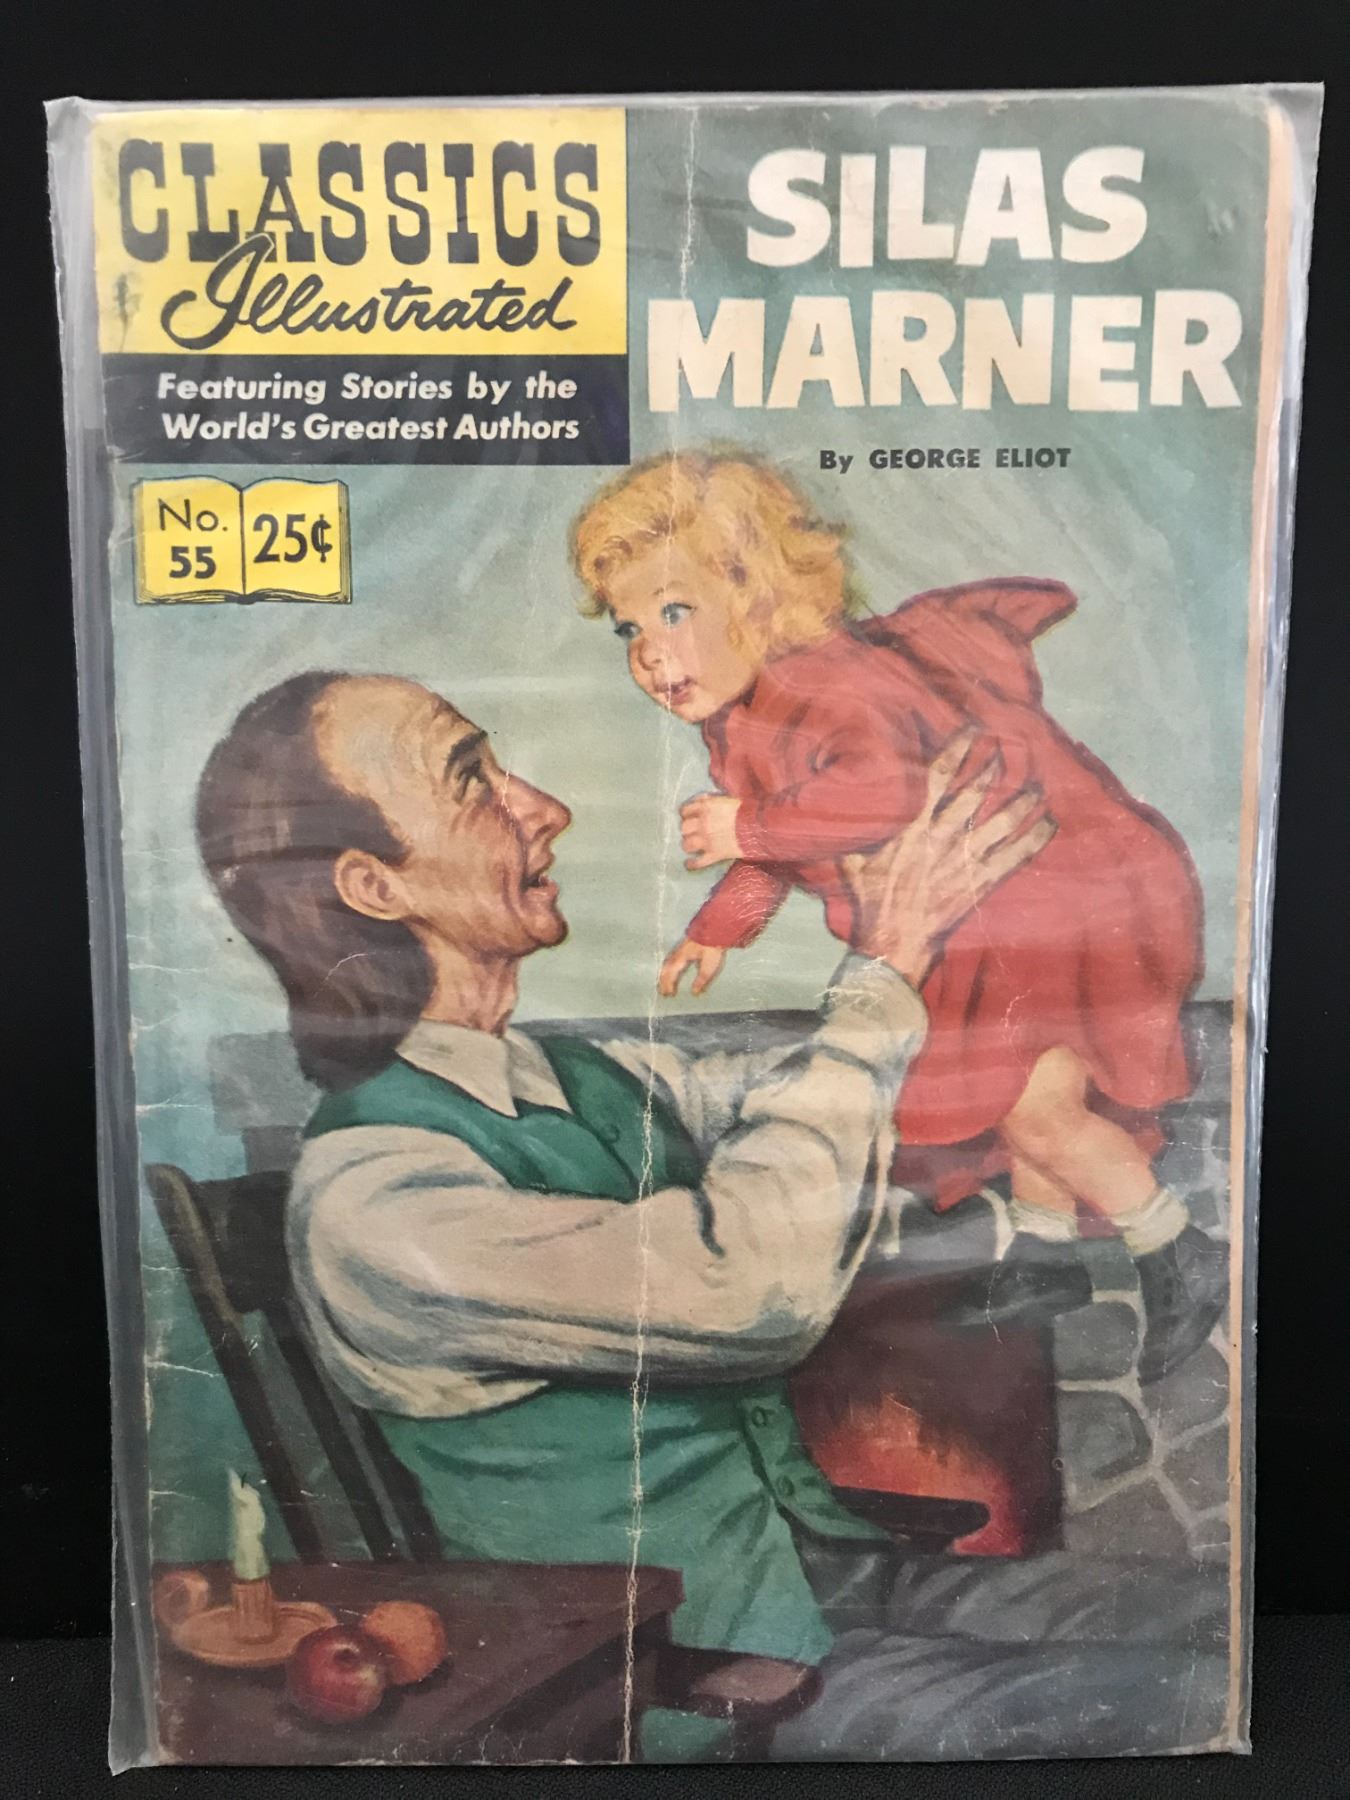 CLASSICS
Illustrated
Featuring Stories by the
World's Greatest Authors
No.
55
25¢
SILAS
MARNER
By GEORGE ELIOT